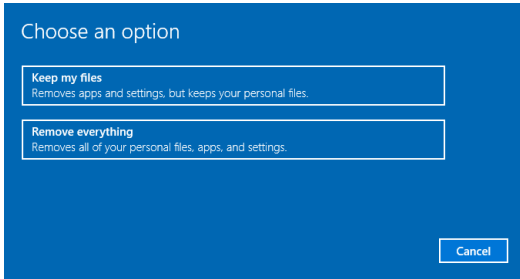 Choose an option
Keep my files
Removes apps and settings, but keeps your personal files.
Remove everything
Removes all of your personal files, apps, and settings.
Cancel